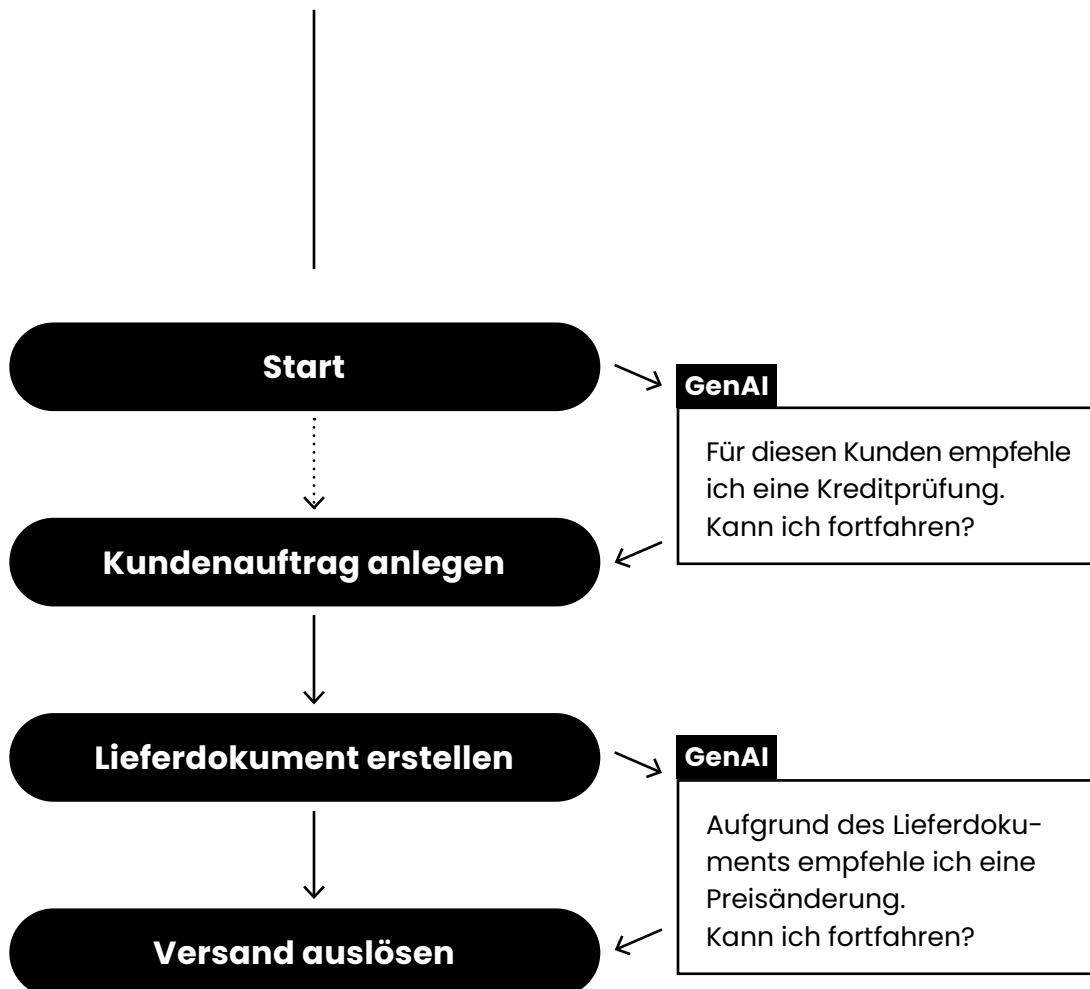 Start
GenAI
Für diesen Kunden empfehle
ich eine Kreditprüfung.
Kann ich fortfahren?
Kundenauftrag anlegen
Lieferdokument erstellen
GenAI
Aufgrund des Lieferdoku-
ments empfehle ich eine
Preisänderung.
Kann ich fortfahren?
Versand auslösen